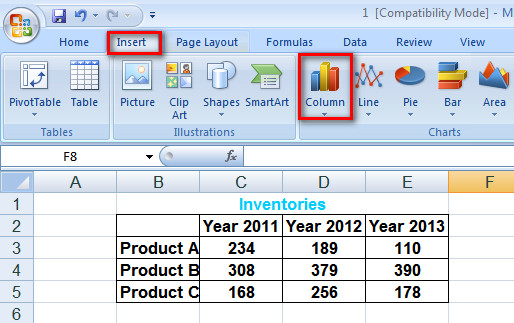 1 [Compatibility Mode] - M
Home Insert Page Layout Formulas Data Review View
PivotTable Table Picture Clip Art Shapes SmartArt Column Line Pie Bar Area
Tables Illustrations Charts
F8 fx
A B C D E F
1 Inventories
2 Year 2011 Year 2012 Year 2013
3 Product A 234 189 110
4 Product B 308 379 390
5 Product C 168 256 178
6